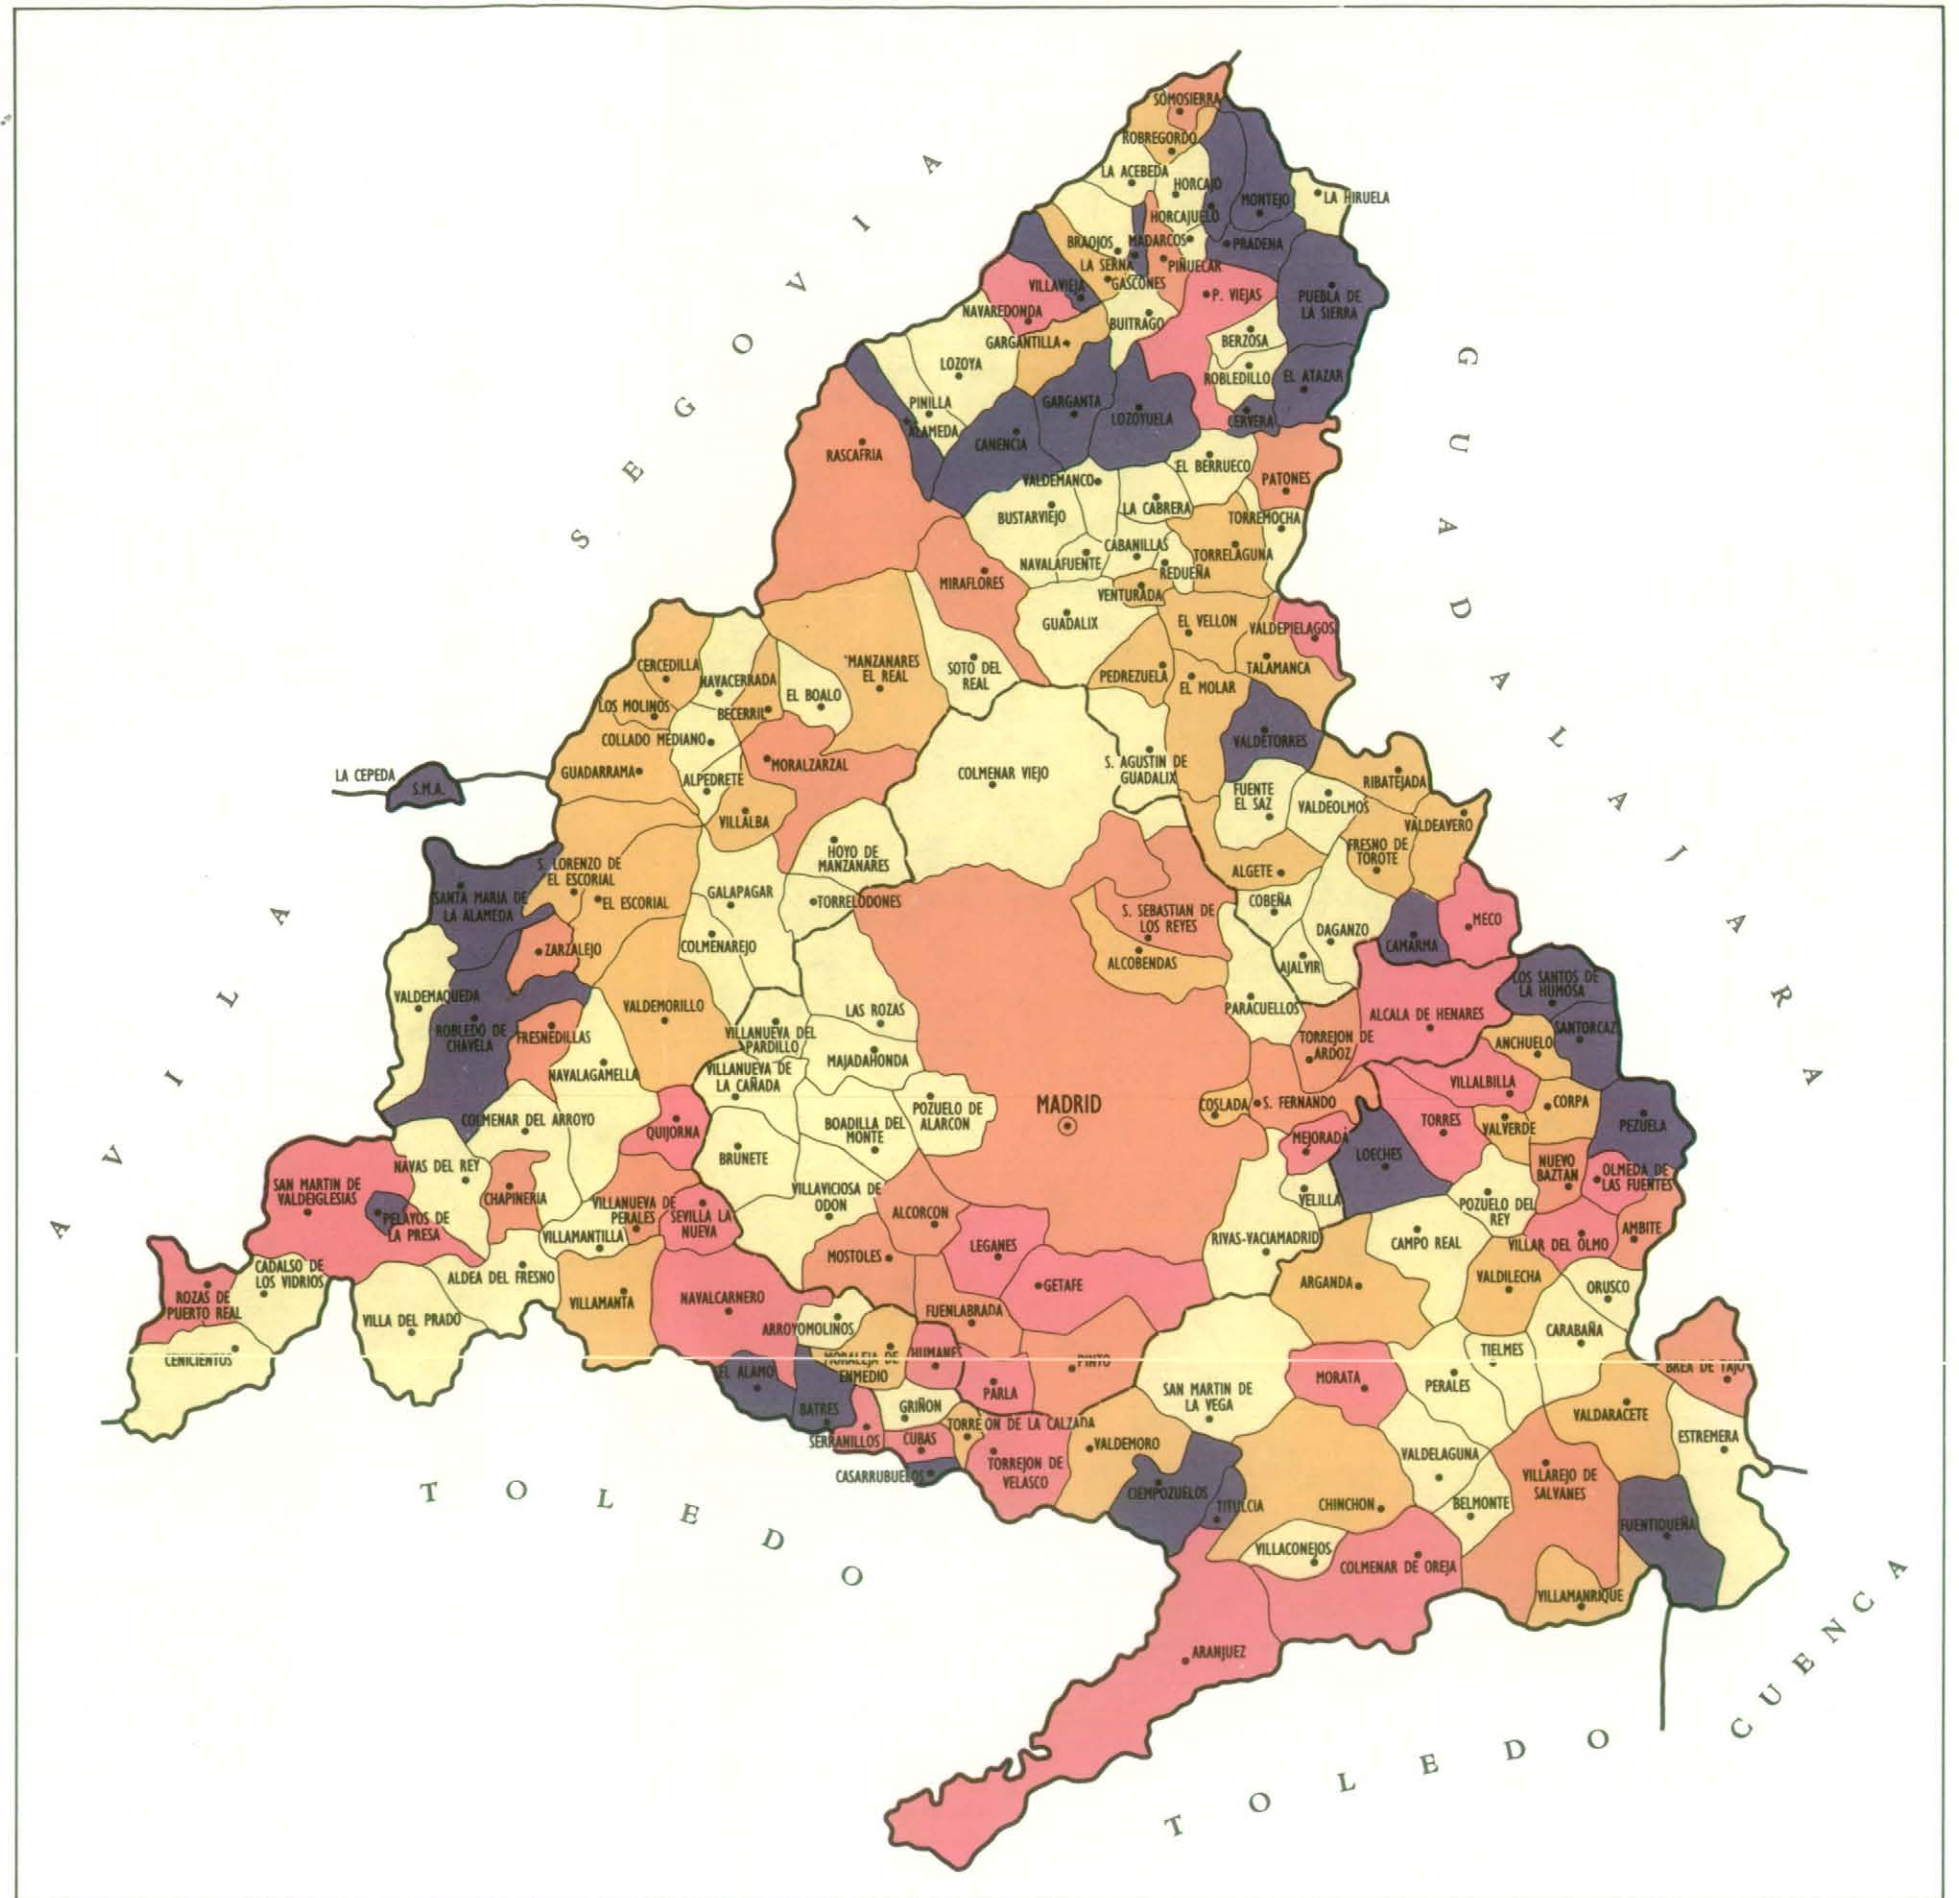 SEGOVIA
GUADALAJARA
AVILA
TOLEDO
TOLEDO
CUENCA
SOMOSIERRA
ROBREGORDO
LA ACEBEDA
HORCAJO
MONTEJO
LA HIRUELA
HORCAJUELO
BRAOJOS
MADARCOS
PRADENA
LA SERNA
PIÑUECAR
VILLAVIEJA
GASCONES
P. VIEJAS
PUEBLA DE
LA SIERRA
NAVAREDONDA
BUITRAGO
GARGANTILLA
BERZOSA
LOZOYA
ROBLEDILLO
EL ATAZAR
PINILLA
GARGANTA
LOZOYUELA
CERVERA
ALAMEDA
CANENCIA
RASCAFRIA
EL BERRUECO
VALDEMANCO
PATONES
BUSTARVIEJO
LA CABRERA
TORREMOCHA
CABANILLAS
TORRELAGUNA
NAVALAFUENTE
REDUEÑA
MIRAFLORES
VENTURADA
GUADALIX
EL VELLON
VALDEPIELAGOS
CERCEDILLA
MANZANARES
EL REAL
SOTO DEL
REAL
PEDREZUELA
TALAMANCA
NAVACERRADA
EL BOALO
EL MOLAR
LOS MOLINOS
BECERRIL
COLLADO MEDIANO
VALDETORRES
GUADARRAMA
ALPEDRETE
MORALZARZAL
COLMENAR VIEJO
S. AGUSTIN DE
GUADALIX
LA CEPEDA
S.M.A.
FUENTE
EL SAZ
VALDEOLMOS
RIBATEJADA
VILLALBA
VALDEAVERO
HOYO DE
MANZANARES
FRESNO DE
TOROTE
S. LORENZO DE
EL ESCORIAL
ALGETE
SANTA MARIA DE
LA ALAMEDA
EL ESCORIAL
GALAPAGAR
TORRELODONES
COBEÑA
S. SEBASTIAN DE
LOS REYES
MECO
DAGANZO
CAMARMA
ZARZALEJO
COLMENAREJO
ALCOBENDAS
AJALVIR
LOS SANTOS DE
LA HUMOSA
VALDEMAQUEDA
VALDEMORILLO
LAS ROZAS
PARACUELLOS
ALCALA DE HENARES
ROBLEDO DE
CHAVELA
FRESNEDILLAS
VILLANUEVA DEL
PARDILLO
TORREJON DE
ARDOZ
ANCHUELO
SANTORCAZ
MAJADAHONDA
NAVALAGAMELLA
VILLANUEVA DE
LA CAÑADA
VILLALBILLA
MADRID
COSLADA
S. FERNANDO
CORPA
POZUELO DE
ALARCON
COLMENAR DEL ARROYO
QUIJORNA
BOADILLA DEL
MONTE
MEJORADA
TORRES
VALVERDE
PEZUELA
BRUNETE
LOECHES
NAVAS DEL REY
NUEVO
BAZTAN
OLMEDA DE
LAS FUENTES
SAN MARTIN DE
VALDEIGLESIAS
CHAPINERIA
VILLAVICIOSA DE
ODON
VELILLA
POZUELO DEL
REY
VILLANUEVA DE
PERALES
SEVILLA LA
NUEVA
ALCORCON
PELAYOS DE
LA PRESA
VILLAMANTILLA
AMBITE
RIVAS-VACIAMADRID
CAMPO REAL
VILLAR DEL OLMO
LEGANES
MOSTOLES
CADALSO DE
LOS VIDRIOS
ALDEA DEL FRESNO
GETAFE
ARGANDA
VALDILECHA
ORUSCO
ROZAS DE
PUERTO REAL
VILLAMANTA
NAVALCARNERO
FUENLABRADA
VILLA DEL PRADO
ARROYOMOLINOS
CARABAÑA
CENICIENTOS
MORALEJA DE
ENMEDIO
HUMANES
PINTO
TIELMES
BREA DE TAJO
EL ALAMO
PARLA
MORATA
PERALES
SAN MARTIN DE
LA VEGA
BATRES
GRIÑON
VALDARACETE
TORRE ON DE LA CALZADA
SERRANILLOS
CUBAS
VALDEMORO
VALDELAGUNA
ESTREMERA
CASARRUBUELOS
TORREJON DE
VELASCO
VILLAREJO DE
SALVANES
CIEMPOZUELOS
TITULCIA
CHINCHON
BELMONTE
FUENTIDUEÑA
VILLACONEJOS
COLMENAR DE OREJA
VILLAMANRIQUE
ARANJUEZ